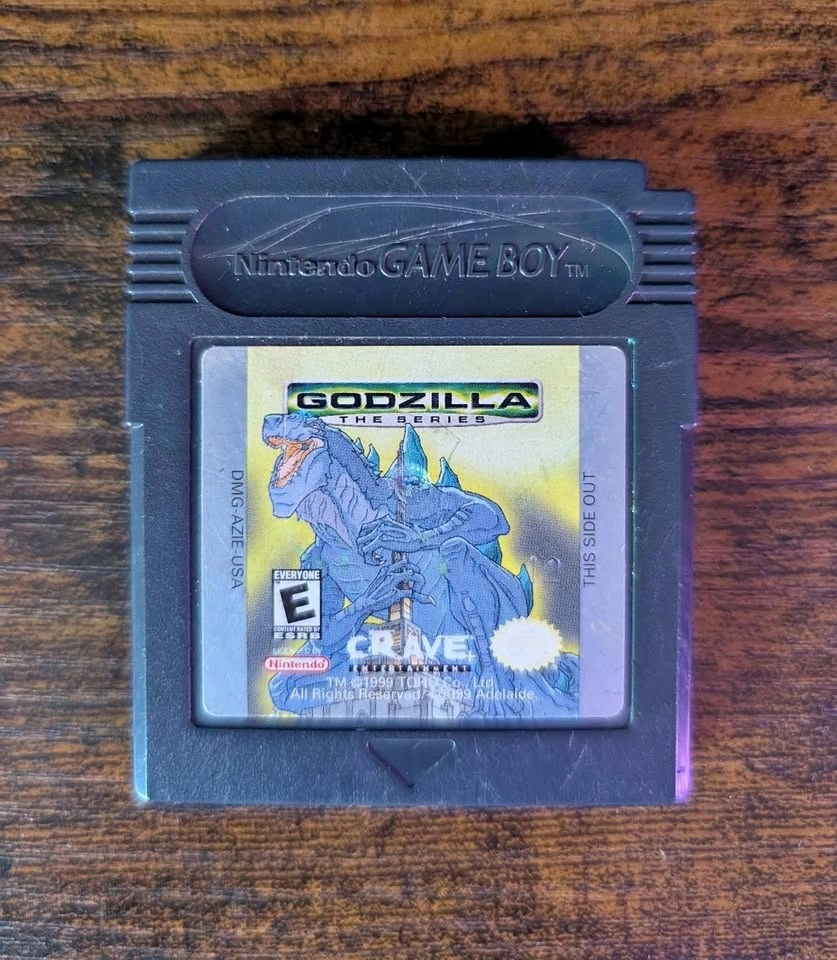 Nintendo GAME BOY TM
GODZILLA
THE SERIES
DMG-AZIE-USA
THIS SIDE OUT
12
EVERYONE
E
CONTENT RATED BY
ESRB
LICENSED BY
Nintendo
CRAVE
ENTERTAINMENT
TM ©1999 TOHO Co., Ltd.
All Rights Reserved/©1999 Adelaide.